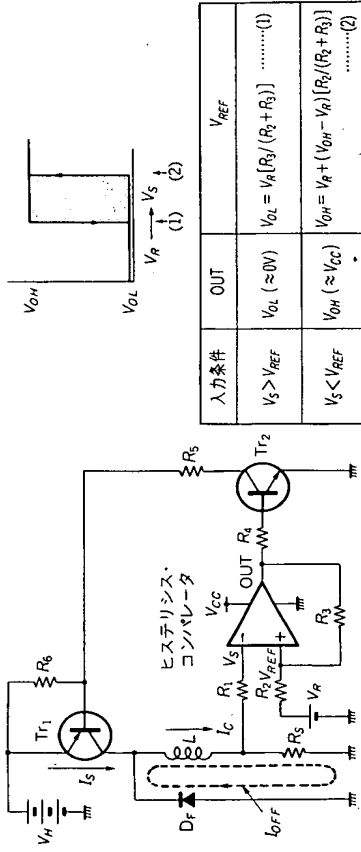 V_H
R_6
Tr_1
I_S
D_F
L
I_C
I_OFF
R_S
R_1
R_2
V_REF
V_R
V_S
ヒステリシス・
コンパレータ
V_CC
−
+
OUT
R_3
R_4
R_5
Tr_2
V_OH
V_OL
V_R → V_S
(1) (2)
入力条件 OUT V_REF
V_S > V_REF V_OL (≈0V) V_OL = V_R [R_3/(R_2+R_3)] ………(1)
V_S < V_REF V_OH (≈V_CC) V_OH = V_R + (V_OH − V_R) [R_2/(R_2+R_3)]
………(2)